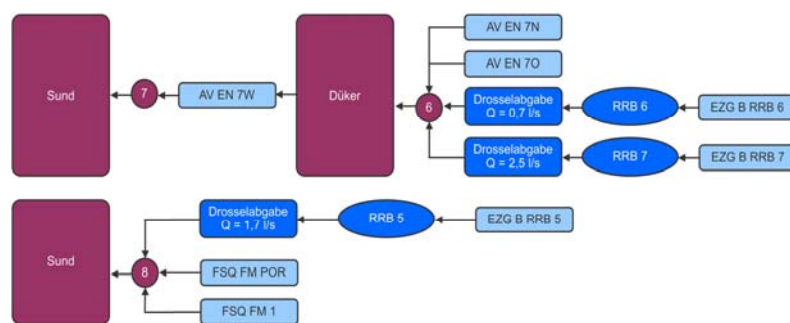 AV EN 7N
AV EN 7O
Sund
7
AV EN 7W
Düker
6
Drosselabgabe
Q = 0,7 l/s
RRB 6
EZG B RRB 6
Drosselabgabe
Q = 2,5 l/s
RRB 7
EZG B RRB 7
Drosselabgabe
Q = 1,7 l/s
RRB 5
EZG B RRB 5
Sund
8
FSQ FM POR
FSQ FM 1